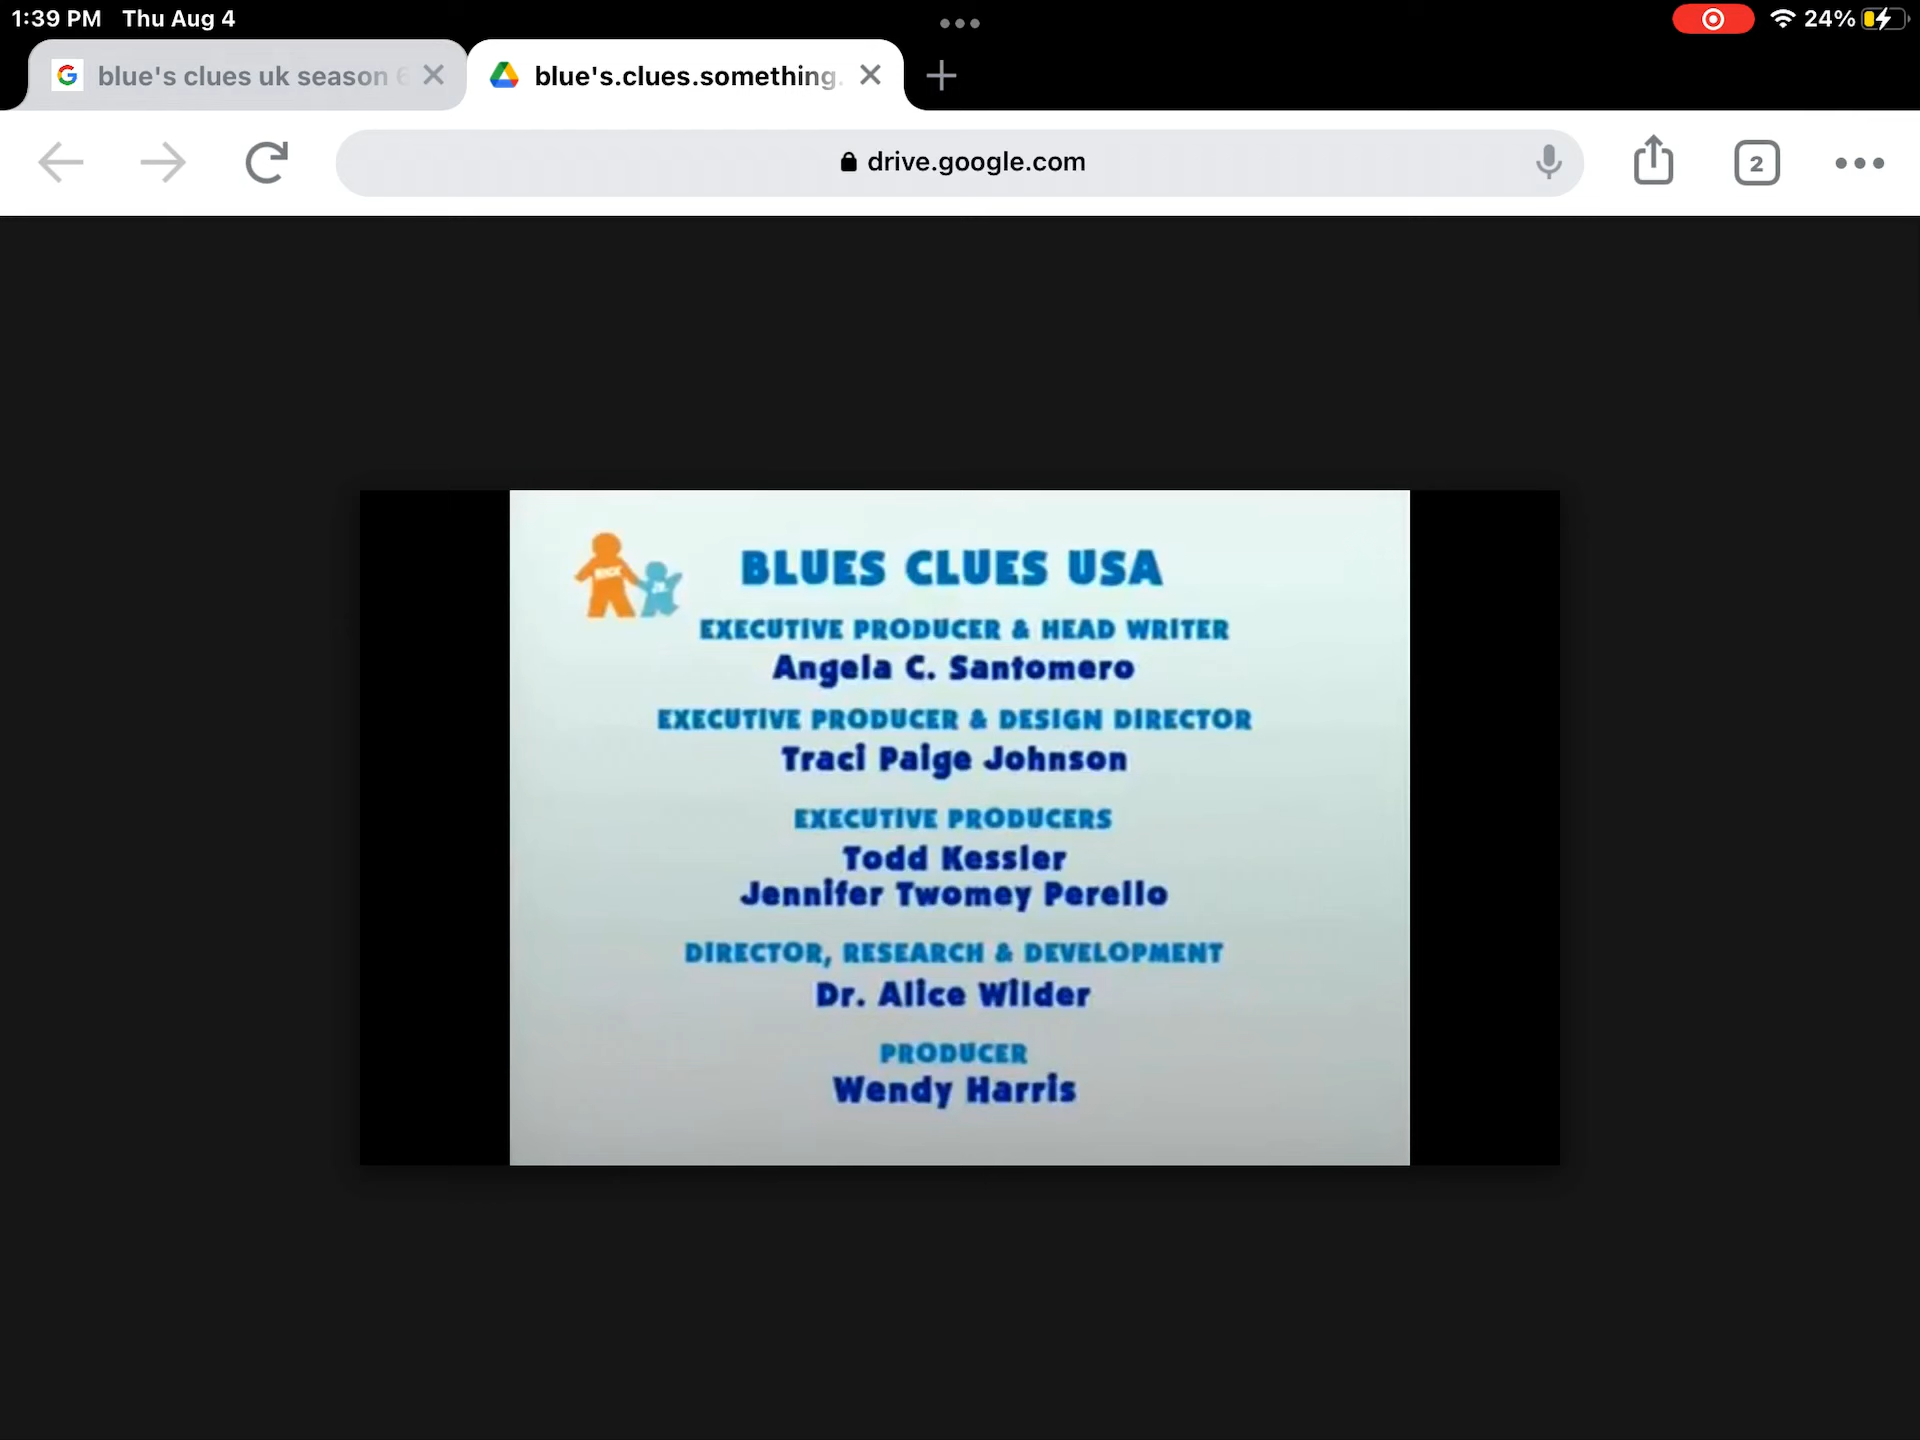 1:39 PM Thu Aug 4
24%
blue's clues uk season 6
blue's.clues.something.
drive.google.com
2
BLUES CLUES USA
EXECUTIVE PRODUCER & HEAD WRITER
Angela C. Santomero
EXECUTIVE PRODUCER & DESIGN DIRECTOR
Traci Paige Johnson
EXECUTIVE PRODUCERS
Todd Kessler
Jennifer Twomey Perello
DIRECTOR, RESEARCH & DEVELOPMENT
Dr. Alice Wilder
PRODUCER
Wendy Harris